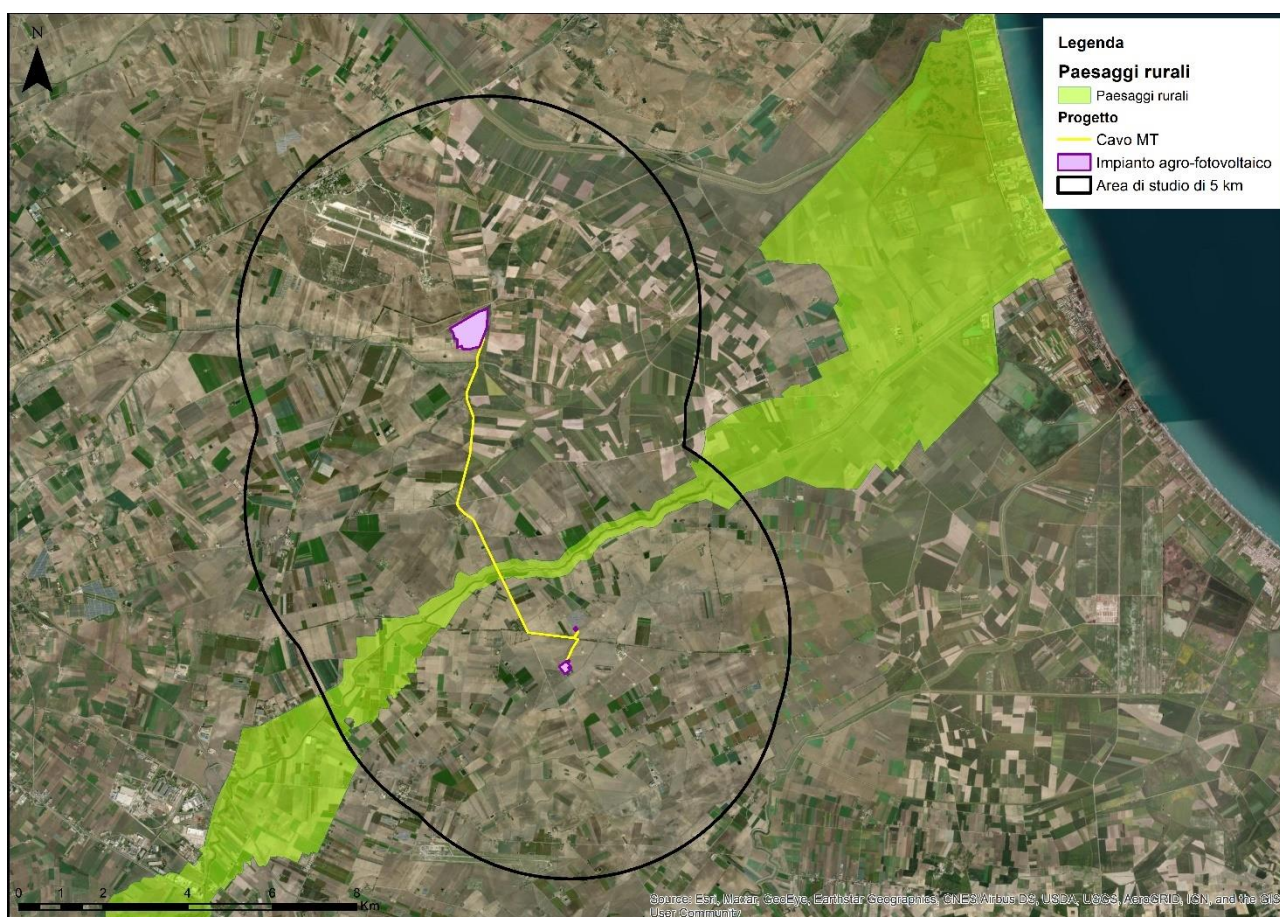 N
Legenda
Paesaggi rurali
Paesaggi rurali
Progetto
Cavo MT
Impianto agro-fotovoltaico
Area di studio di 5 km
0 1 2 4 6 8
Km
Source: Esri, Maxar, GeoEye, Earthstar Geographics, CNES/Airbus DS, USDA, USGS, AeroGRID, IGN, and the GIS
User Community